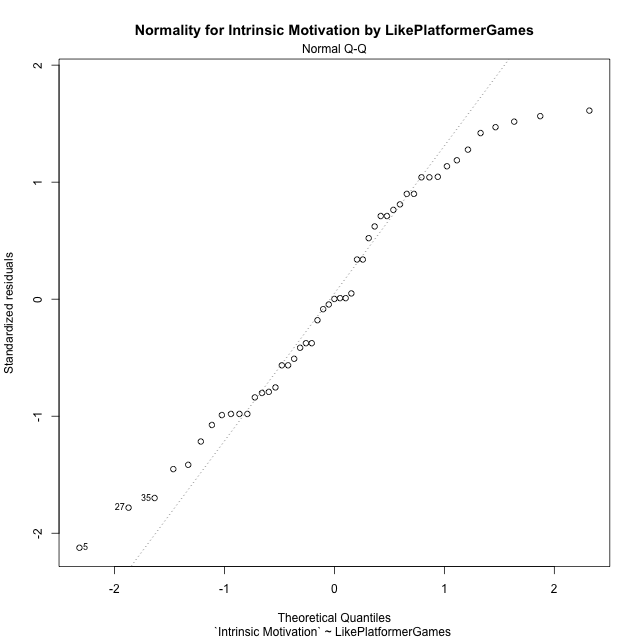 Normality for Intrinsic Motivation by LikePlatformerGames
Normal Q-Q
2
1
0
-1
-2
Standardized residuals
35
27
5
-2
-1
0
1
2
Theoretical Quantiles
`Intrinsic Motivation` ~ LikePlatformerGames